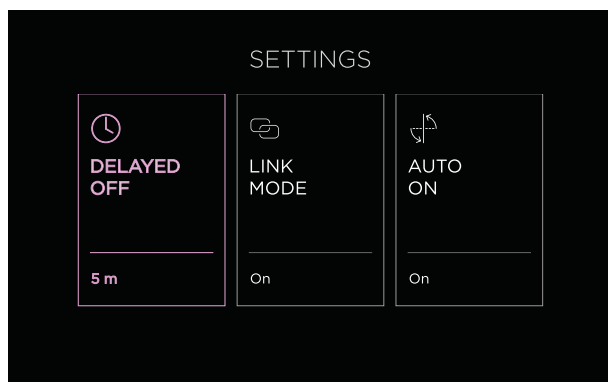 SETTINGS
DELAYED
OFF
5 m
LINK
MODE
On
AUTO
ON
On